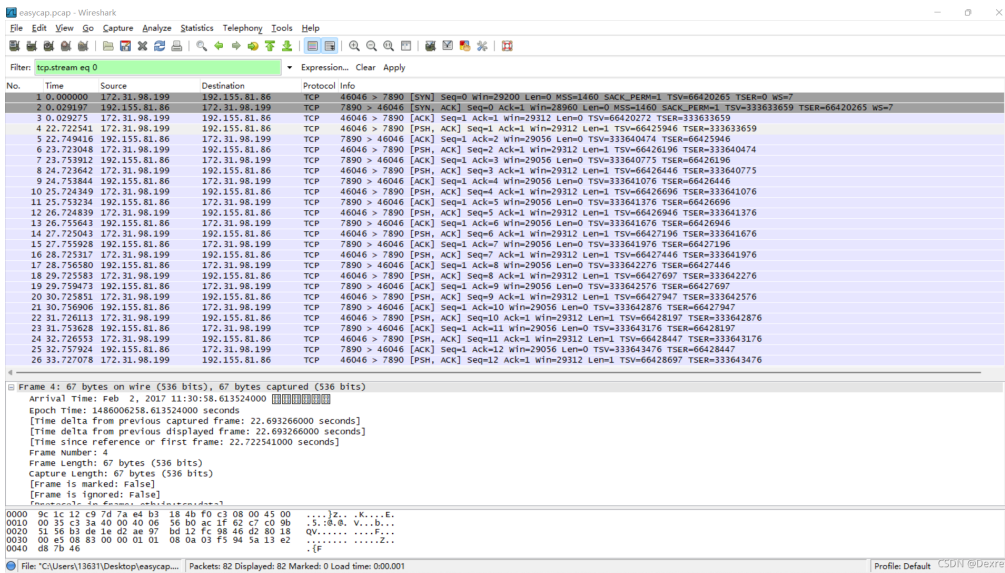 easycap.pcap - Wireshark
File Edit View Go Capture Analyze Statistics Telephony Tools Help
Filter: tcp.stream eq 0 Expression... Clear Apply
No. Time Source Destination Protocol Info
1 0.000000 172.31.98.199 192.155.81.86 TCP 46046 > 7890 [SYN] Seq=0 Win=29200 Len=0 MSS=1460 SACK_PERM=1 TSV=66420265 TSER=0 WS=7
2 0.029197 192.155.81.86 172.31.98.199 TCP 7890 > 46046 [SYN, ACK] Seq=0 Ack=1 Win=28960 Len=0 MSS=1460 SACK_PERM=1 TSV=333633659 TSER=66420265 WS=7
3 0.029275 172.31.98.199 192.155.81.86 TCP 46046 > 7890 [ACK] Seq=1 Ack=1 Win=29312 Len=0 TSV=66420272 TSER=333633659
4 22.722541 172.31.98.199 192.155.81.86 TCP 46046 > 7890 [PSH, ACK] Seq=1 Ack=1 Win=29312 Len=1 TSV=66425946 TSER=333633659
5 22.749416 192.155.81.86 172.31.98.199 TCP 7890 > 46046 [ACK] Seq=1 Ack=2 Win=29056 Len=0 TSV=333640474 TSER=66425946
6 23.723048 172.31.98.199 192.155.81.86 TCP 46046 > 7890 [PSH, ACK] Seq=2 Ack=1 Win=29312 Len=1 TSV=66426196 TSER=333640474
7 23.753912 192.155.81.86 172.31.98.199 TCP 7890 > 46046 [ACK] Seq=1 Ack=3 Win=29056 Len=0 TSV=333640775 TSER=66426196
8 24.723642 172.31.98.199 192.155.81.86 TCP 46046 > 7890 [PSH, ACK] Seq=3 Ack=1 Win=29312 Len=1 TSV=66426446 TSER=333640775
9 24.753844 192.155.81.86 172.31.98.199 TCP 7890 > 46046 [ACK] Seq=1 Ack=4 Win=29056 Len=0 TSV=333641076 TSER=66426446
10 25.724349 172.31.98.199 192.155.81.86 TCP 46046 > 7890 [PSH, ACK] Seq=4 Ack=1 Win=29312 Len=1 TSV=66426696 TSER=333641076
11 25.753234 192.155.81.86 172.31.98.199 TCP 7890 > 46046 [ACK] Seq=1 Ack=5 Win=29056 Len=0 TSV=333641376 TSER=66426696
12 26.724839 172.31.98.199 192.155.81.86 TCP 46046 > 7890 [PSH, ACK] Seq=5 Ack=1 Win=29312 Len=1 TSV=66426946 TSER=333641376
13 26.755643 192.155.81.86 172.31.98.199 TCP 7890 > 46046 [ACK] Seq=1 Ack=6 Win=29056 Len=0 TSV=333641676 TSER=66426946
14 27.725043 172.31.98.199 192.155.81.86 TCP 46046 > 7890 [PSH, ACK] Seq=6 Ack=1 Win=29312 Len=1 TSV=66427196 TSER=333641676
15 27.755928 192.155.81.86 172.31.98.199 TCP 7890 > 46046 [ACK] Seq=1 Ack=7 Win=29056 Len=0 TSV=333641976 TSER=66427196
16 28.725317 172.31.98.199 192.155.81.86 TCP 46046 > 7890 [PSH, ACK] Seq=7 Ack=1 Win=29312 Len=1 TSV=66427446 TSER=333641976
17 28.756580 192.155.81.86 172.31.98.199 TCP 7890 > 46046 [ACK] Seq=1 Ack=8 Win=29056 Len=0 TSV=333642276 TSER=66427446
18 29.725583 172.31.98.199 192.155.81.86 TCP 46046 > 7890 [PSH, ACK] Seq=8 Ack=1 Win=29312 Len=1 TSV=66427697 TSER=333642276
19 29.759473 192.155.81.86 172.31.98.199 TCP 7890 > 46046 [ACK] Seq=1 Ack=9 Win=29056 Len=0 TSV=333642576 TSER=66427697
20 30.725851 172.31.98.199 192.155.81.86 TCP 46046 > 7890 [PSH, ACK] Seq=9 Ack=1 Win=29312 Len=1 TSV=66427947 TSER=333642576
21 30.756906 192.155.81.86 172.31.98.199 TCP 7890 > 46046 [ACK] Seq=1 Ack=10 Win=29056 Len=0 TSV=333642876 TSER=66427947
22 31.726113 172.31.98.199 192.155.81.86 TCP 46046 > 7890 [PSH, ACK] Seq=10 Ack=1 Win=29312 Len=1 TSV=66428197 TSER=333642876
23 31.753628 192.155.81.86 172.31.98.199 TCP 7890 > 46046 [ACK] Seq=1 Ack=11 Win=29056 Len=0 TSV=333643176 TSER=66428197
24 32.726553 172.31.98.199 192.155.81.86 TCP 46046 > 7890 [PSH, ACK] Seq=11 Ack=1 Win=29312 Len=1 TSV=66428447 TSER=333643176
25 32.757924 192.155.81.86 172.31.98.199 TCP 7890 > 46046 [ACK] Seq=1 Ack=12 Win=29056 Len=0 TSV=333643476 TSER=66428447
26 33.727078 172.31.98.199 192.155.81.86 TCP 46046 > 7890 [PSH, ACK] Seq=12 Ack=1 Win=29312 Len=1 TSV=66428697 TSER=333643476
Frame 4: 67 bytes on wire (536 bits), 67 bytes captured (536 bits)
Arrival Time: Feb 2, 2017 11:30:58.613524000
Epoch Time: 1486006258.613524000 seconds
[Time delta from previous captured frame: 22.693266000 seconds]
[Time delta from previous displayed frame: 22.693266000 seconds]
[Time since reference or first frame: 22.722541000 seconds]
Frame Number: 4
Frame Length: 67 bytes (536 bits)
Capture Length: 67 bytes (536 bits)
[Frame is marked: False]
[Frame is ignored: False]
[Protocols in frame: eth:ip:tcp:data]
0000 9c 1c 12 c9 7d 7a e4 b3 18 4b f0 c3 08 00 45 00 ....}z.. .K....E.
0010 00 35 c3 3a 40 00 40 06 56 b0 ac 1f 62 c7 c0 9b .5.:@.@. V...b...
0020 51 56 b3 de 1e d2 ae 97 bd 12 fc 98 46 d2 80 18 QV...... ....F...
0030 00 e5 08 83 00 00 01 01 08 0a 03 f5 94 5a 13 e2 ........ .....Z..
0040 d8 7b 46 .{F
File: "C:\Users\13631\Desktop\easycap.... Packets: 82 Displayed: 82 Marked: 0 Load time: 0:00.001 Profile: Default
CSDN @Dexre